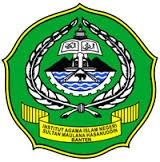 INSTITUT AGAMA ISLAM NEGERI
SULTAN MAULANA HASANUDDIN
BANTEN